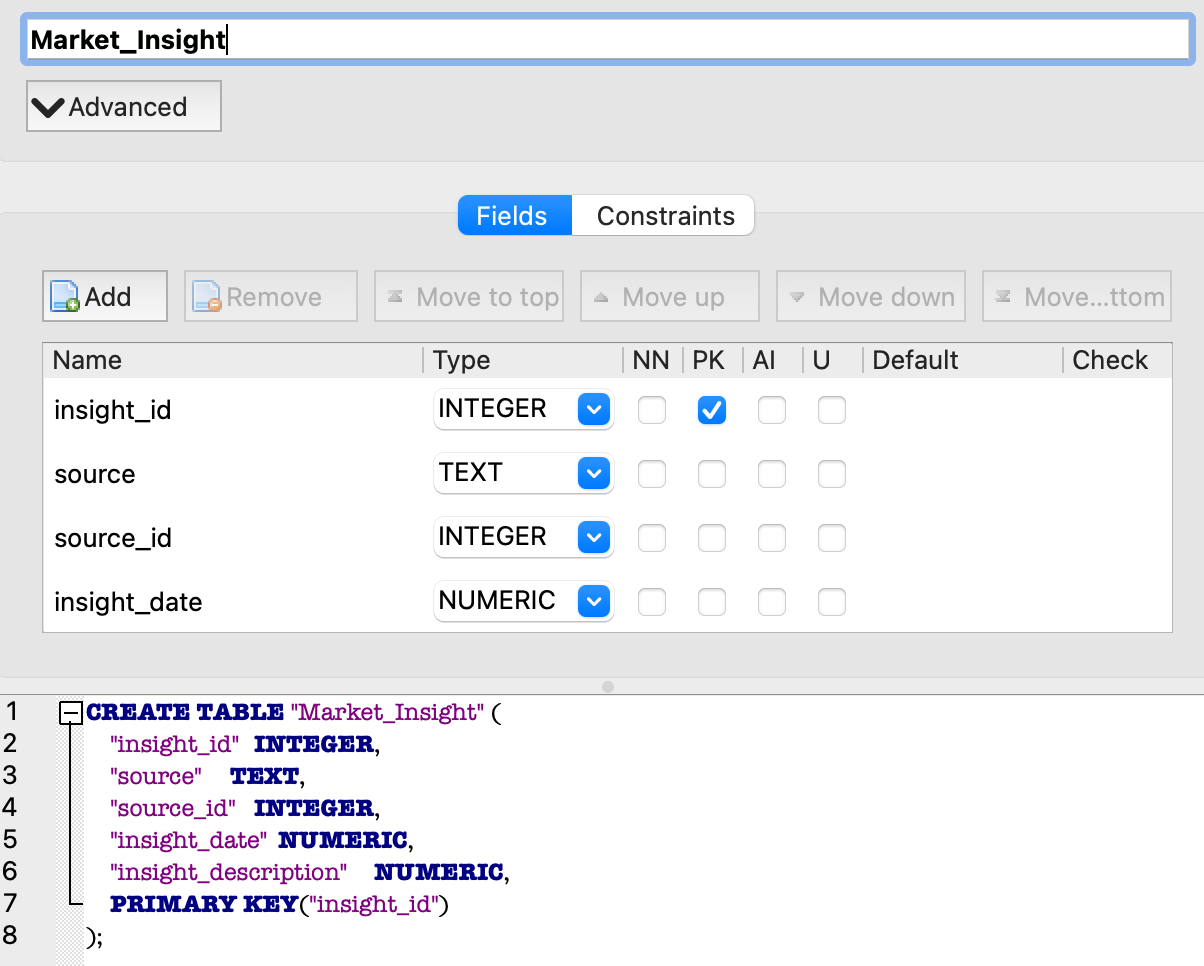 Market_Insight
Advanced
Fields Constraints
Add Remove Move to top Move up Move down Move...ttom
Name Type NN PK AI U Default Check
insight_id INTEGER
source TEXT
source_id INTEGER
insight_date NUMERIC
1 CREATE TABLE "Market_Insight" (
2 "insight_id" INTEGER,
3 "source" TEXT,
4 "source_id" INTEGER,
5 "insight_date" NUMERIC,
6 "insight_description" NUMERIC,
7 PRIMARY KEY("insight_id")
8 );